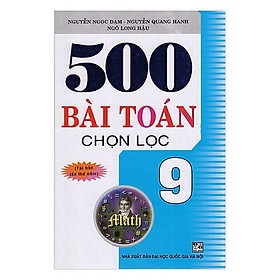 NGUYỄN NGỌC ĐẠM - NGUYỄN QUANG HANH
NGÔ LONG HẬU
500
BÀI TOÁN
CHỌN LỌC
(Tái bản
lần thứ năm)
9
Math
NHÀ XUẤT BẢN ĐẠI HỌC QUỐC GIA HÀ NỘI